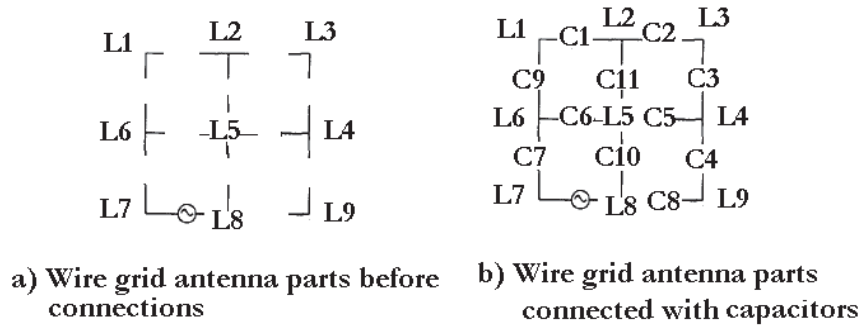 L1 L2 L3
L6 L5 L4
L7 L8 L9
a) Wire grid antenna parts before
connections
L1 C1 L2 C2 L3
C9 C11 C3
L6 C6 L5 C5 L4
C7 C10 C4
L7 L8 C8 L9
b) Wire grid antenna parts
connected with capacitors